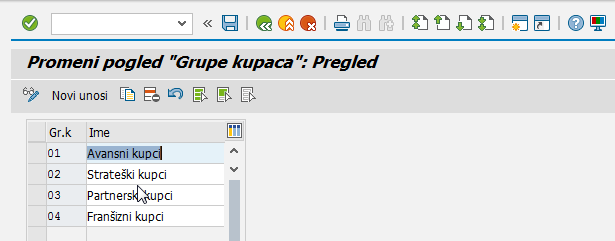 Promeni pogled "Grupe kupaca": Pregled
Novi unosi
Gr.k Ime
01 Avansni kupci
02 Strateški kupci
03 Partnerski kupci
04 Franšizni kupci